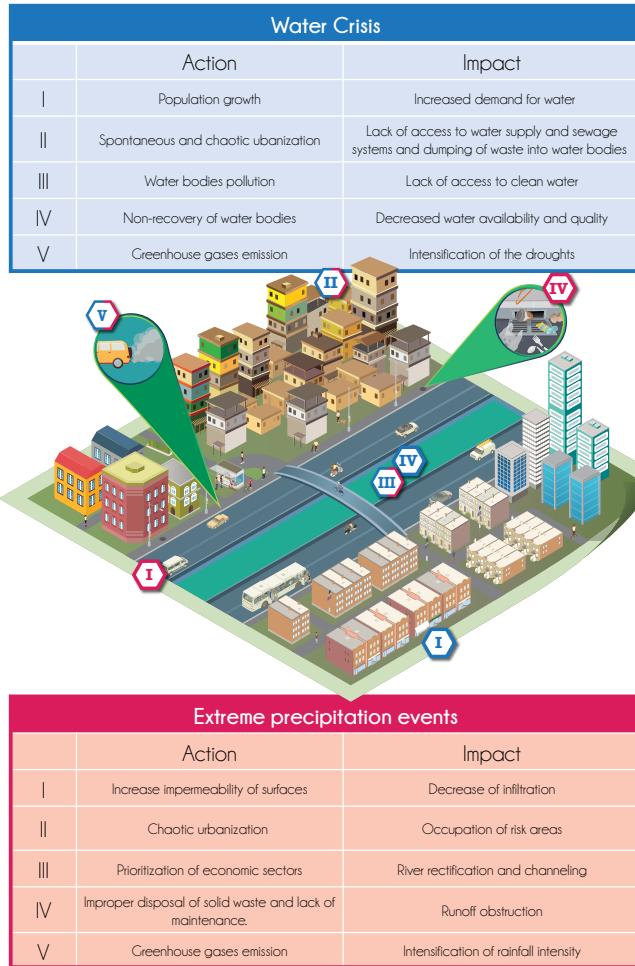 Water Crisis
Action Impact
I Population growth Increased demand for water
II Spontaneous and chaotic ubanization Lack of access to water supply and sewage
systems and dumping of waste into water bodies
III Water bodies pollution Lack of access to clean water
IV Non-recovery of water bodies Decreased water availability and quality
V Greenhouse gases emission Intensification of the droughts
II
IV
V
IV
III
I
I
Extreme precipitation events
Action Impact
I Increase impermeability of surfaces Decrease of infiltration
II Chaotic urbanization Occupation of risk areas
III Prioritization of economic sectors River rectification and channeling
IV Improper disposal of solid waste and lack of
maintenance. Runoff obstruction
V Greenhouse gases emission Intensification of rainfall intensity